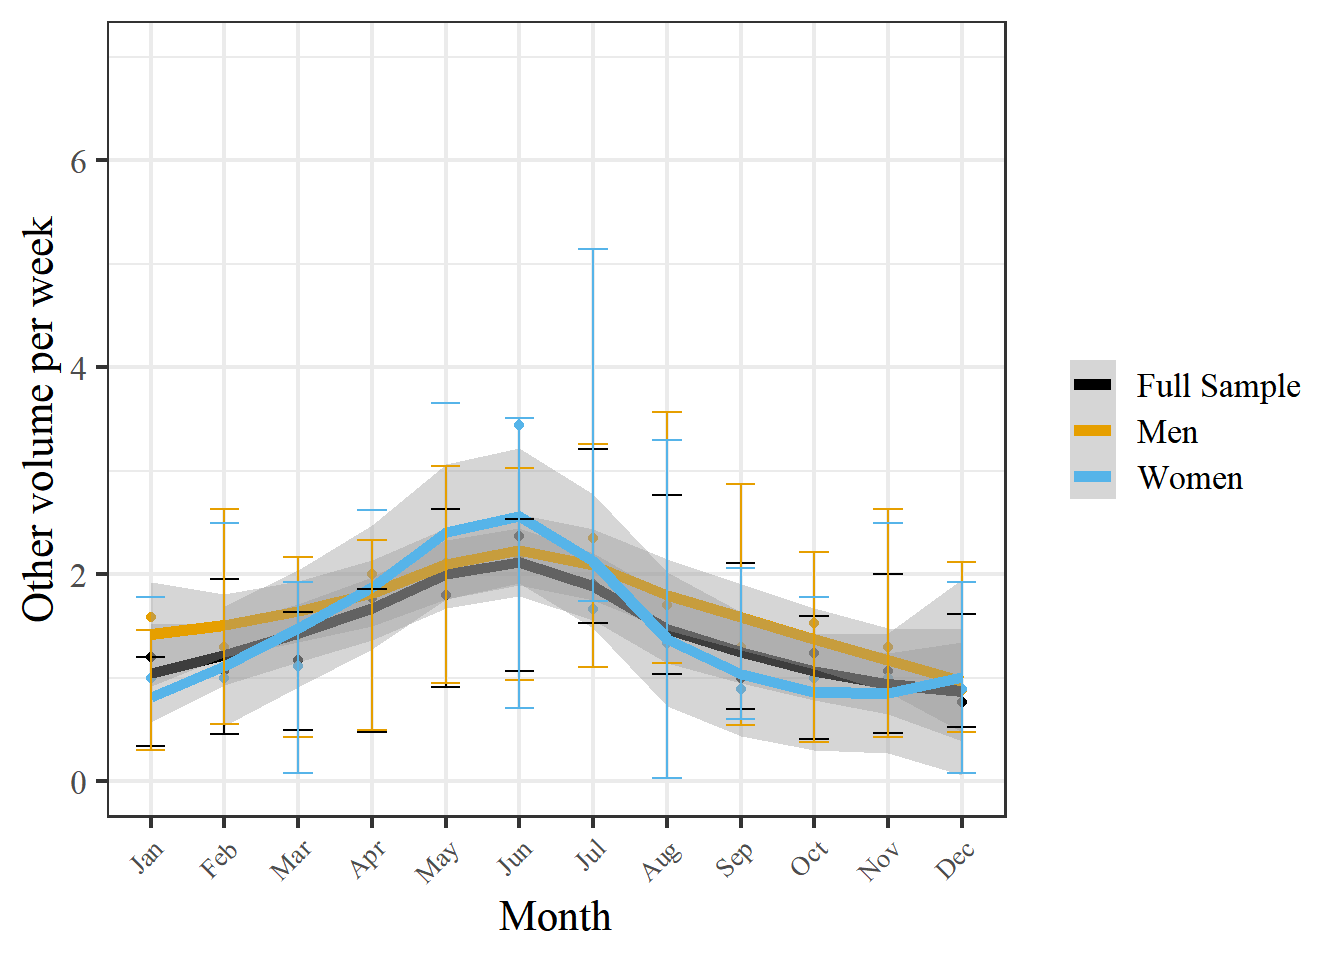 Other volume per week
6
4
2
0
Jan
Feb
Mar
Apr
May
Jun
Jul
Aug
Sep
Oct
Nov
Dec
Month
Full Sample
Men
Women